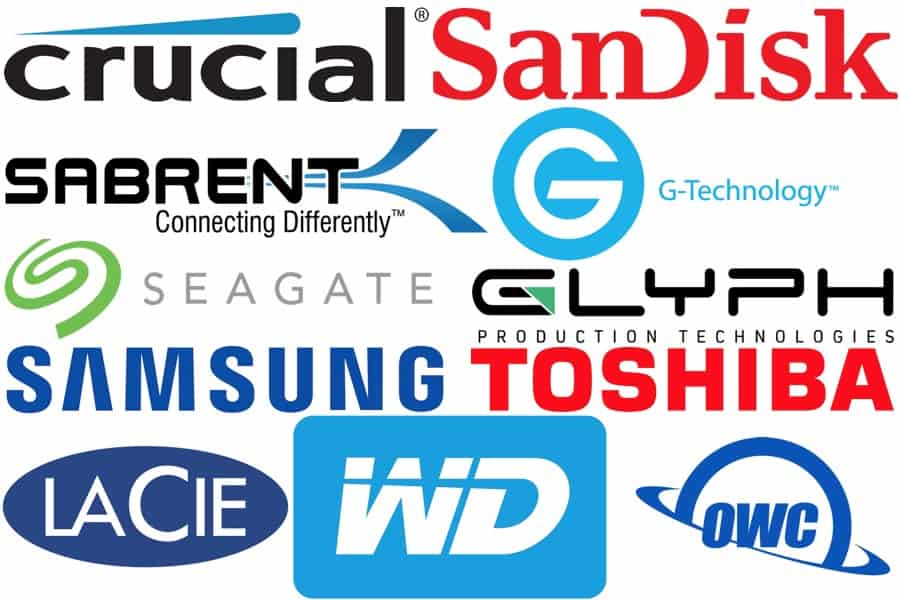 crucial®
SanDisk
SABRENT
Connecting Differently™
G
G-Technology™
SEAGATE
GLYPH
PRODUCTION TECHNOLOGIES
SAMSUNG
TOSHIBA
LACIE
WD
OWC